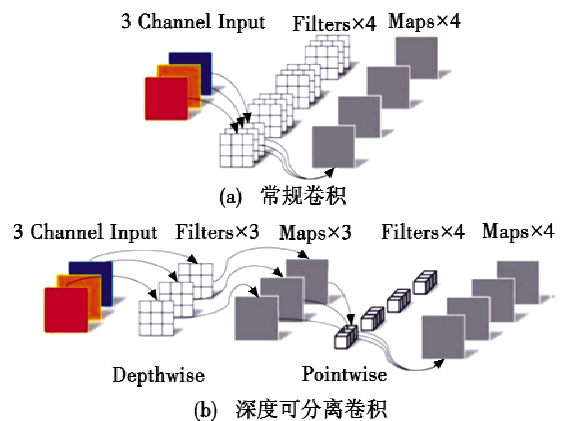 3 Channel Input Filters×4 Maps×4
(a) 常规卷积
3 Channel Input Filters×3 Maps×3 Filters×4 Maps×4
Depthwise Pointwise
(b) 深度可分离卷积